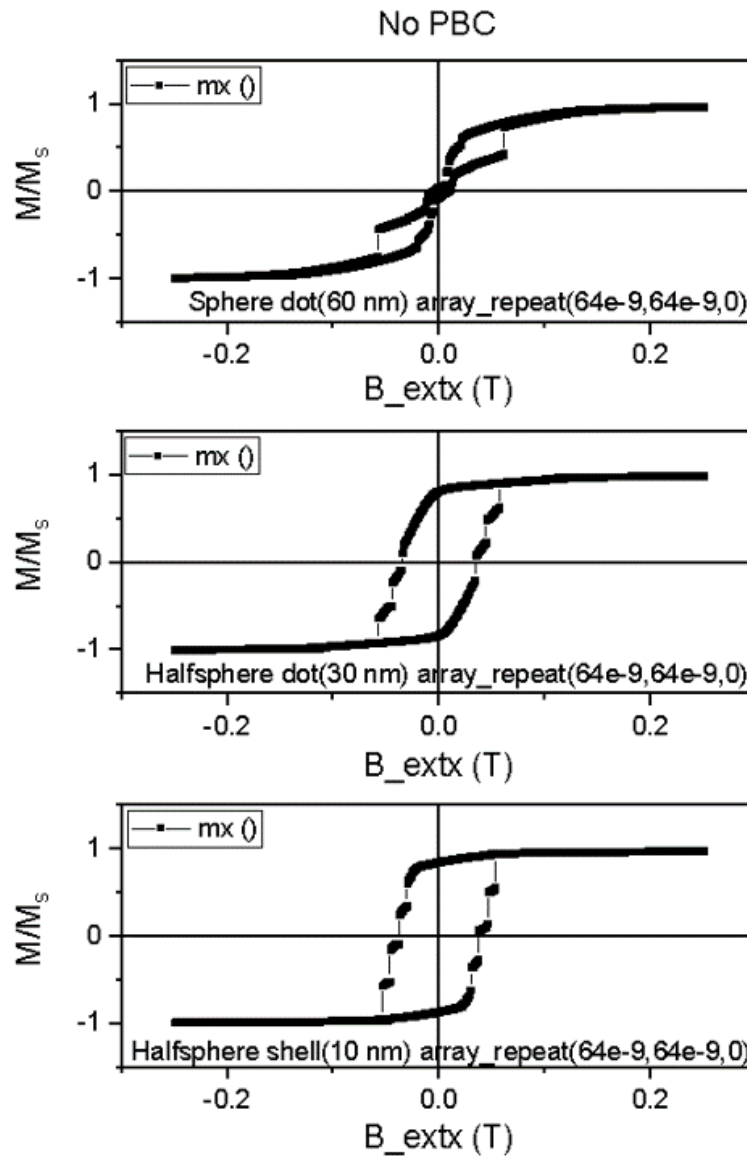 No PBC
mx ()
1
0
-1
M/Ms
Sphere dot(60 nm) array_repeat(64e-9,64e-9,0)
-0.2 0.0 0.2
B_extx (T)
mx ()
1
0
-1
M/Ms
Halfsphere dot(30 nm) array_repeat(64e-9,64e-9,0)
-0.2 0.0 0.2
B_extx (T)
mx ()
1
0
-1
M/Ms
Halfsphere shell(10 nm) array_repeat(64e-9,64e-9,0)
-0.2 0.0 0.2
B_extx (T)